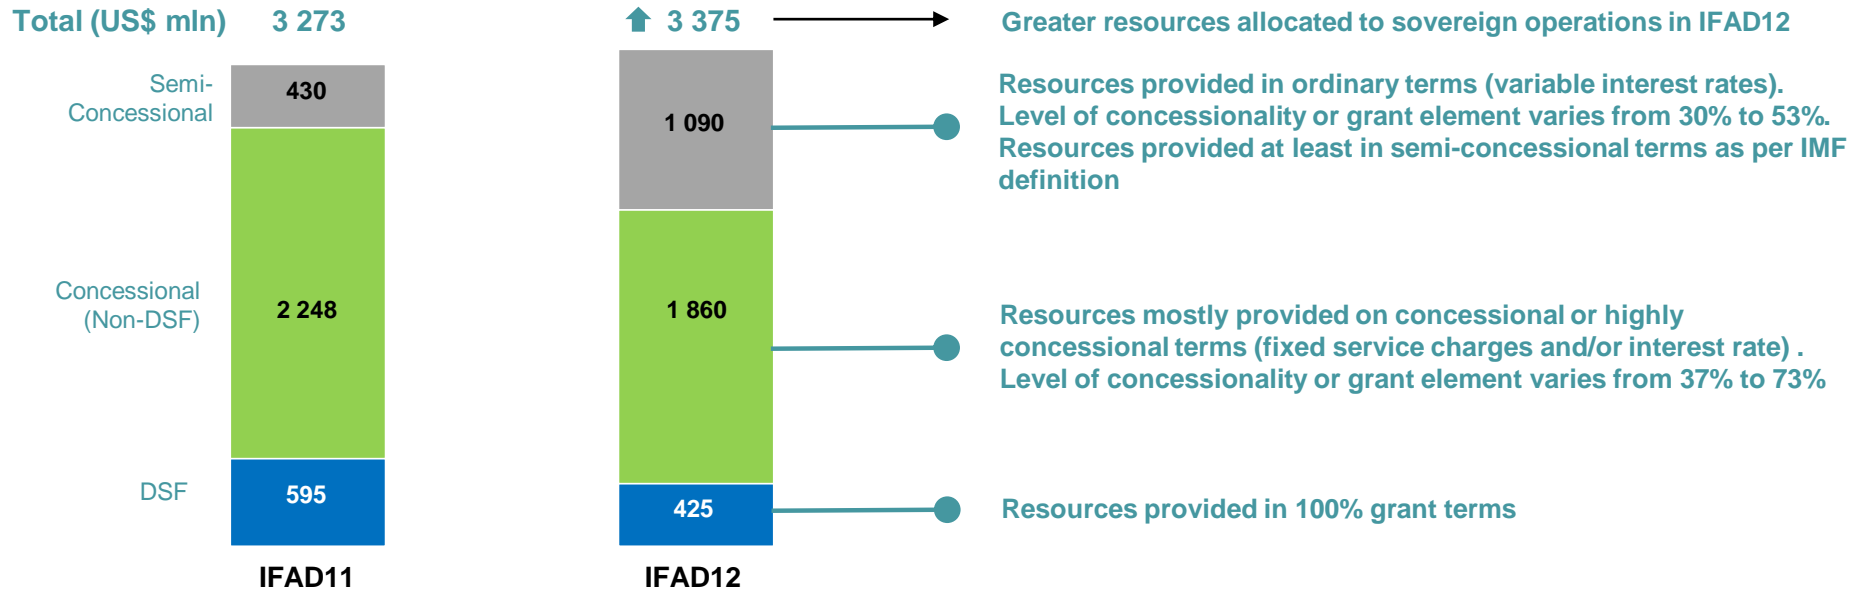 Total (US$ mln) 3 273 3 375 Greater resources allocated to sovereign operations in IFAD12
Semi-
Concessional
430
1 090
Resources provided in ordinary terms (variable interest rates).
Level of concessionality or grant element varies from 30% to 53%.
Resources provided at least in semi-concessional terms as per IMF
definition
Concessional
(Non-DSF)
2 248
1 860
Resources mostly provided on concessional or highly
concessional terms (fixed service charges and/or interest rate) .
Level of concessionality or grant element varies from 37% to 73%
DSF
595
425
Resources provided in 100% grant terms
IFAD11
IFAD12